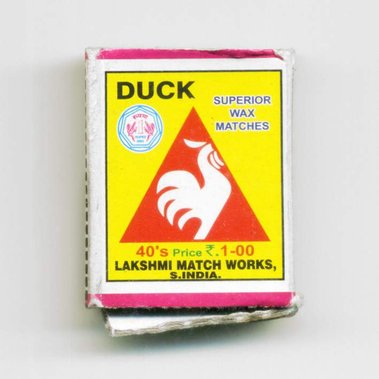 DUCK
SUPERIOR
WAX
MATCHES
40's Price ₹.1-00
LAKSHMI MATCH WORKS,
S.INDIA.